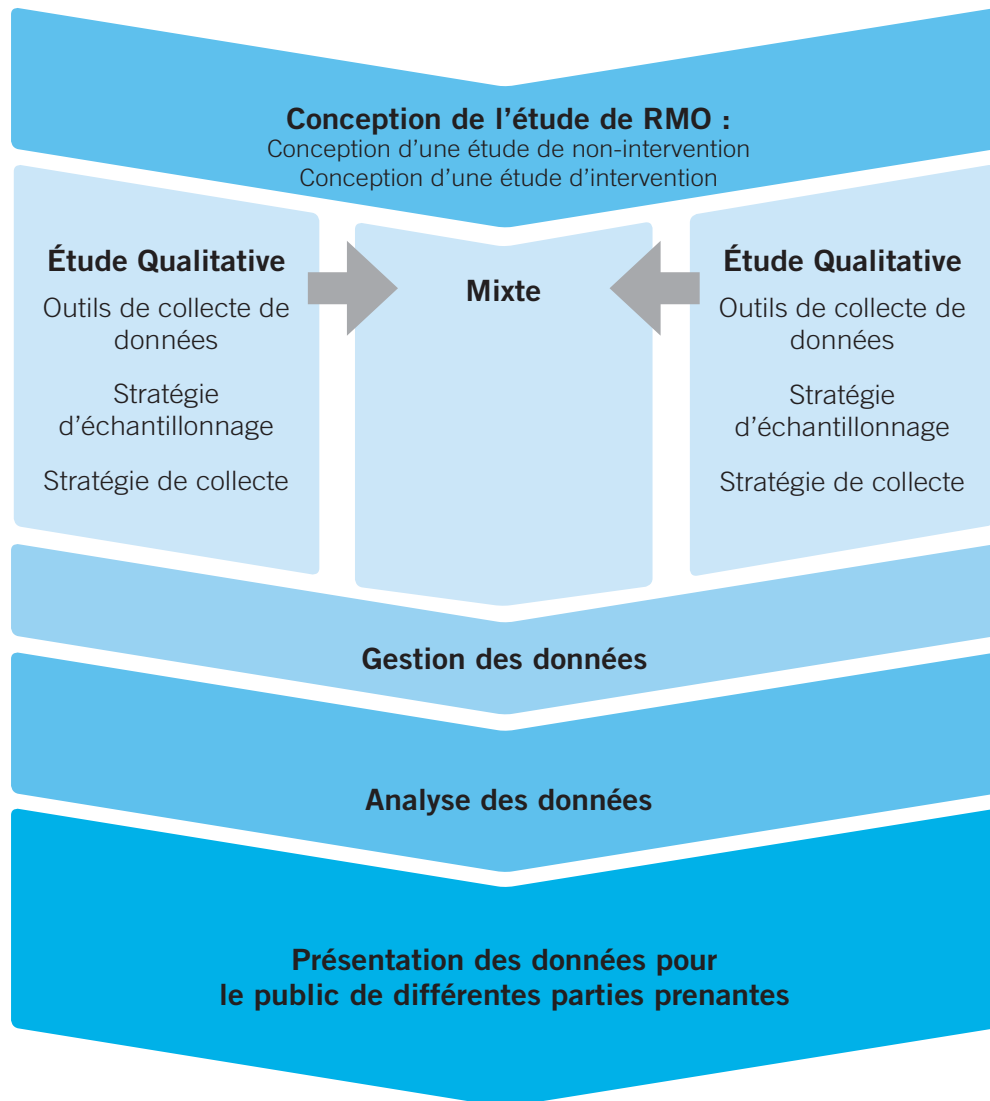 Conception de l’étude de RMO :
Conception d’une étude de non-intervention
Conception d’une étude d’intervention
Étude Qualitative
Outils de collecte de
données
Stratégie
d’échantillonnage
Stratégie de collecte
Mixte
Étude Qualitative
Outils de collecte de
données
Stratégie
d’échantillonnage
Stratégie de collecte
Gestion des données
Analyse des données
Présentation des données pour
le public de différentes parties prenantes